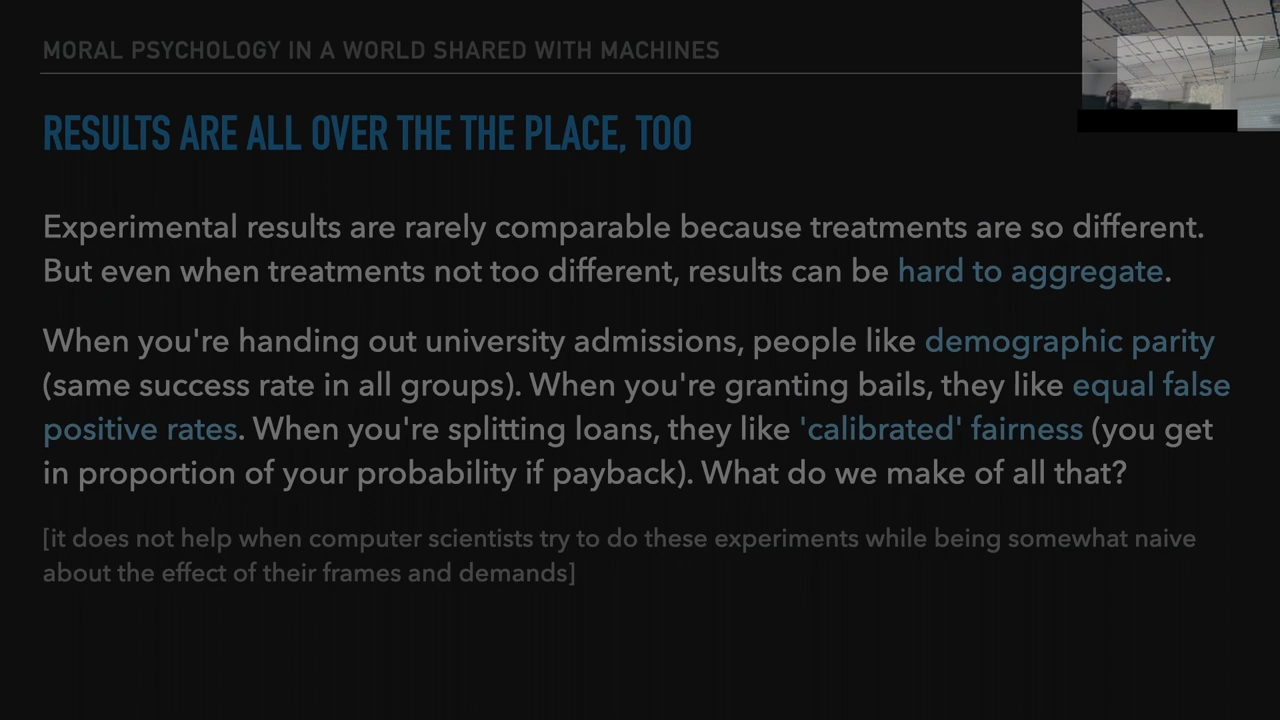 MORAL PSYCHOLOGY IN A WORLD SHARED WITH MACHINES
RESULTS ARE ALL OVER THE THE PLACE, TOO
Experimental results are rarely comparable because treatments are so different.
But even when treatments not too different, results can be hard to aggregate.
When you're handing out university admissions, people like demographic parity
(same success rate in all groups). When you're granting bails, they like equal false
positive rates. When you're splitting loans, they like 'calibrated' fairness (you get
in proportion of your probability if payback). What do we make of all that?
[it does not help when computer scientists try to do these experiments while being somewhat naive
about the effect of their frames and demands]